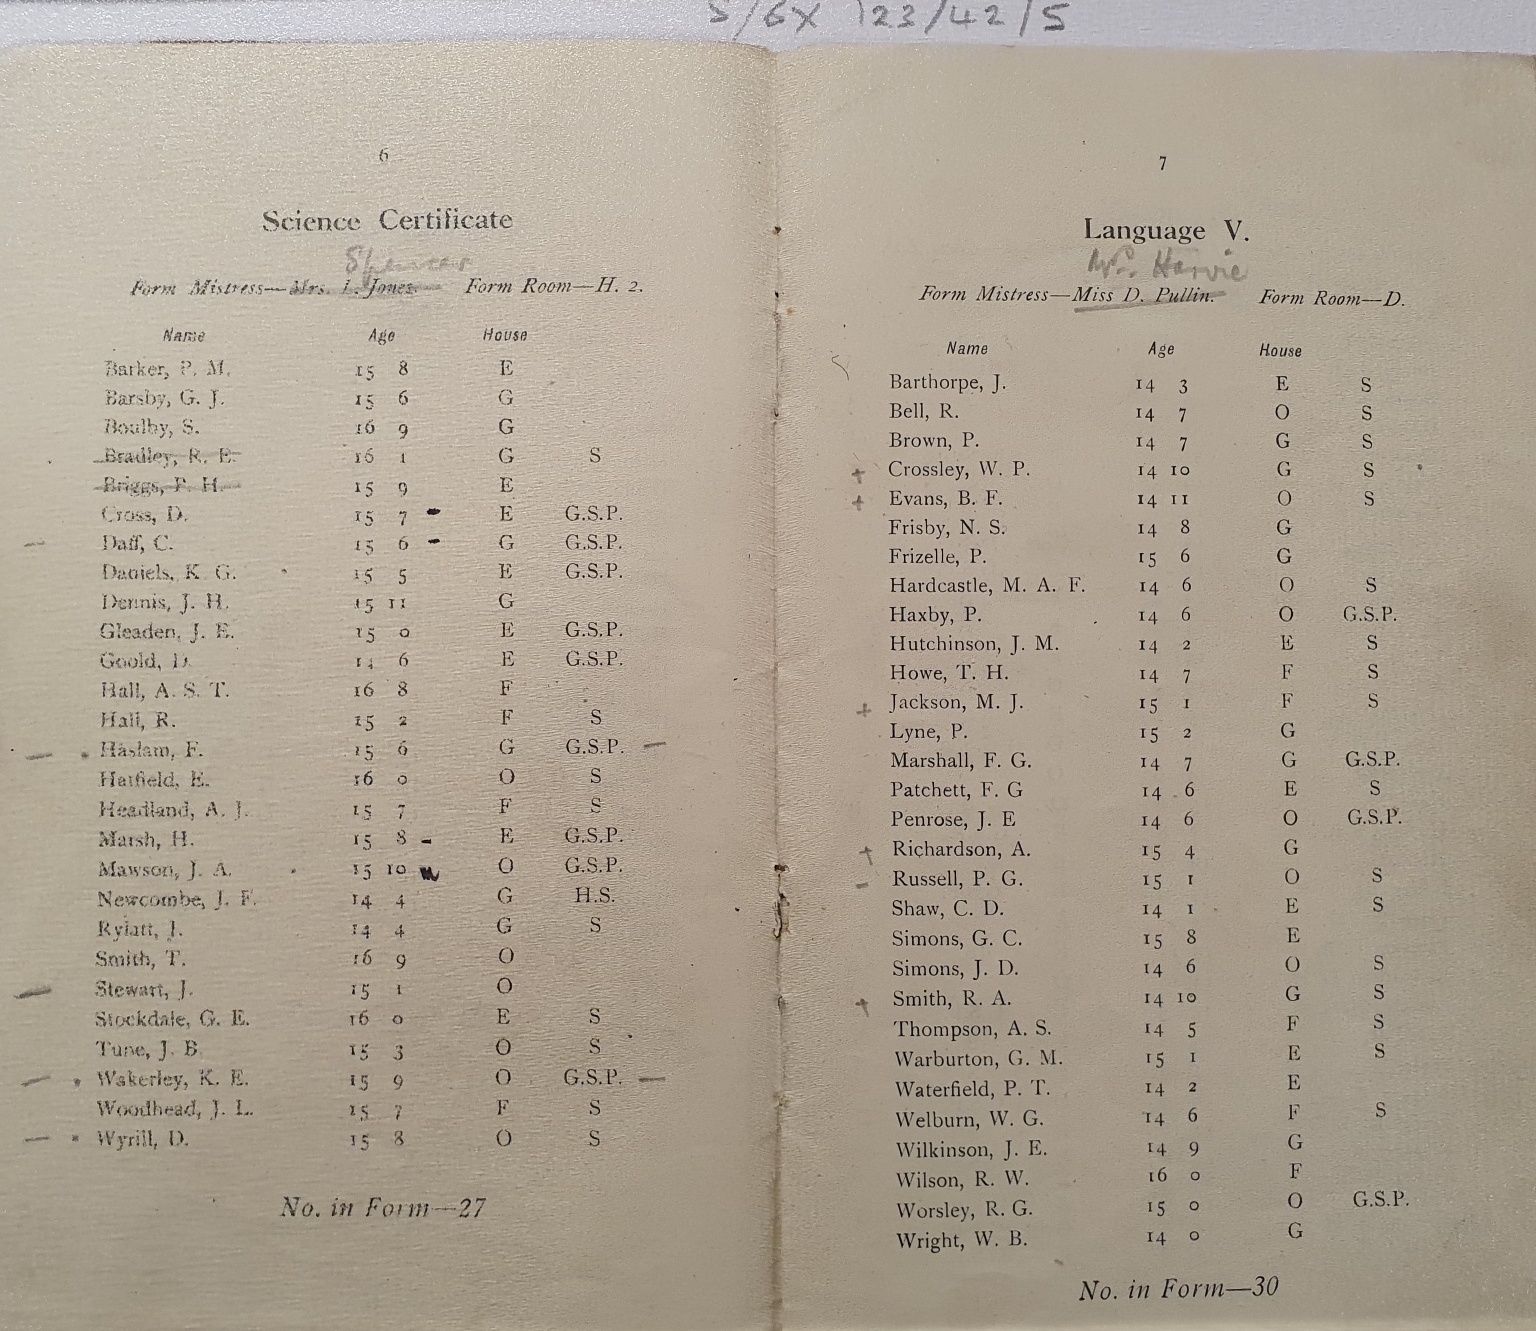 5/6X 123/42/5
6
Science Certificate
Spencer
Form Mistress—Mrs. L. Jones. Form Room—H. 2.
Name Age House
Barker, P. M. 15 8 E
Barsby, G. J. 15 6 G
Boulby, S. 16 9 G
Bradley, R. E. 16 1 G S
Briggs, P. H. 15 9 E
Cross, D. 15 7 - E G.S.P.
- Daff, C. 15 6 - G G.S.P.
Daniels, K. G. 15 5 E G.S.P.
Dennis, J. H. 15 11 G
Gleaden, J. E. 15 0 E G.S.P.
Goold, D. 14 6 E G.S.P.
Hall, A. S. T. 16 8 F
Hall, R. 15 2 F S
- Haslam, F. 15 6 G G.S.P. -
Hatfield, E. 16 0 O S
Headland, A. J. 15 7 F S
Marsh, H. 15 8 - E G.S.P.
Mawson, J. A. 15 10 O G.S.P.
Newcombe, J. F. 14 4 G H.S.
Rylatt, J. 14 4 G S
Smith, T. 16 9 O
- Stewart, J. 15 1 O
Stockdale, G. E. 16 0 E S
Tune, J. B 15 3 O S
- Wakerley, K. E. 15 9 O G.S.P. -
Woodhead, J. L. 15 7 F S
- Wyrill, D. 15 8 O S
No. in Form—27
7
Language V.
Mr. Harvie
Form Mistress—Miss D. Pullin. Form Room—D.
Name Age House
Barthorpe, J. 14 3 E S
Bell, R. 14 7 O S
Brown, P. 14 7 G S
+ Crossley, W. P. 14 10 G S
+ Evans, B. F. 14 11 O S
Frisby, N. S. 14 8 G
Frizelle, P. 15 6 G
Hardcastle, M. A. F. 14 6 O S
Haxby, P. 14 6 O G.S.P.
Hutchinson, J. M. 14 2 E S
Howe, T. H. 14 7 F S
+ Jackson, M. J. 15 1 F S
Lyne, P. 15 2 G
Marshall, F. G. 14 7 G G.S.P.
Patchett, F. G 14 6 E S
Penrose, J. E 14 6 O G.S.P.
+ Richardson, A. 15 4 G
- Russell, P. G. 15 1 O S
Shaw, C. D. 14 1 E S
Simons, G. C. 15 8 E
Simons, J. D. 14 6 O S
+ Smith, R. A. 14 10 G S
Thompson, A. S. 14 5 F S
Warburton, G. M. 15 1 E S
Waterfield, P. T. 14 2 E
Welburn, W. G. 14 6 F S
Wilkinson, J. E. 14 9 G
Wilson, R. W. 16 0 F
Worsley, R. G. 15 0 O G.S.P.
Wright, W. B. 14 0 G
No. in Form—30